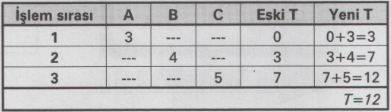 İşlem sırası A B C Eski T Yeni T
1 3 --- --- 0 0+3=3
2 --- 4 --- 3 3+4=7
3 --- --- 5 7 7+5=12
T=12